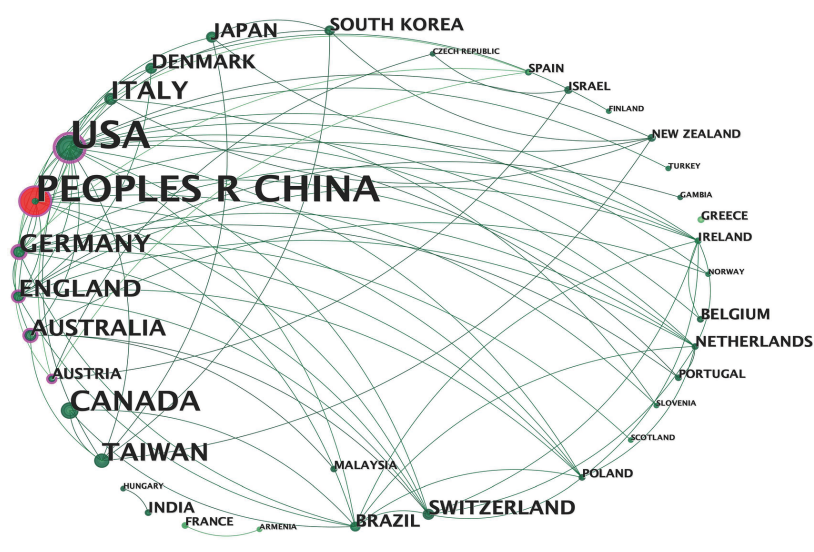 JAPAN
SOUTH KOREA
CZECH REPUBLIC
DENMARK
SPAIN
ITALY
ISRAEL
FINLAND
USA
NEW ZEALAND
TURKEY
PEOPLES R CHINA
GAMBIA
GREECE
GERMANY
IRELAND
NORWAY
ENGLAND
BELGIUM
AUSTRALIA
NETHERLANDS
AUSTRIA
PORTUGAL
CANADA
SLOVENIA
SCOTLAND
TAIWAN
MALAYSIA
POLAND
HUNGARY
INDIA
SWITZERLAND
FRANCE
BRAZIL
ARMENIA